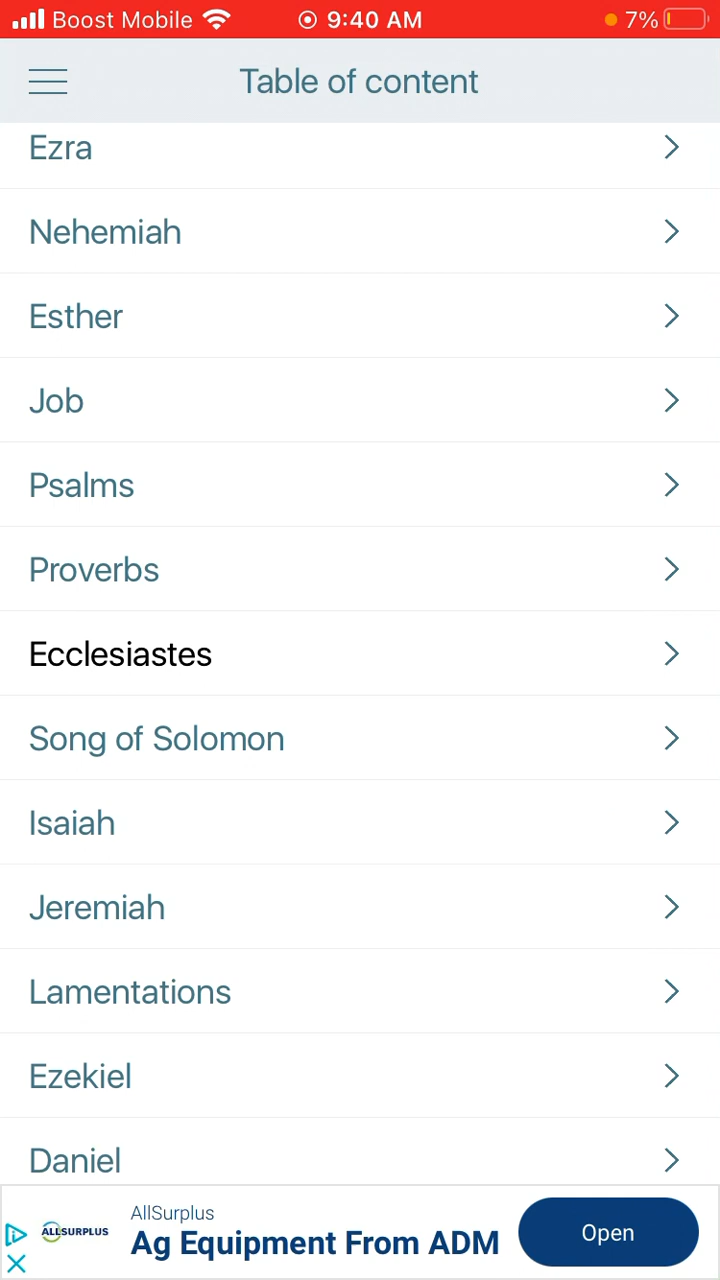 Boost Mobile 9:40 AM 7%
Table of content
Ezra
Nehemiah
Esther
Job
Psalms
Proverbs
Ecclesiastes
Song of Solomon
Isaiah
Jeremiah
Lamentations
Ezekiel
Daniel
ALLSURPLUS
AllSurplus
Ag Equipment From ADM
Open